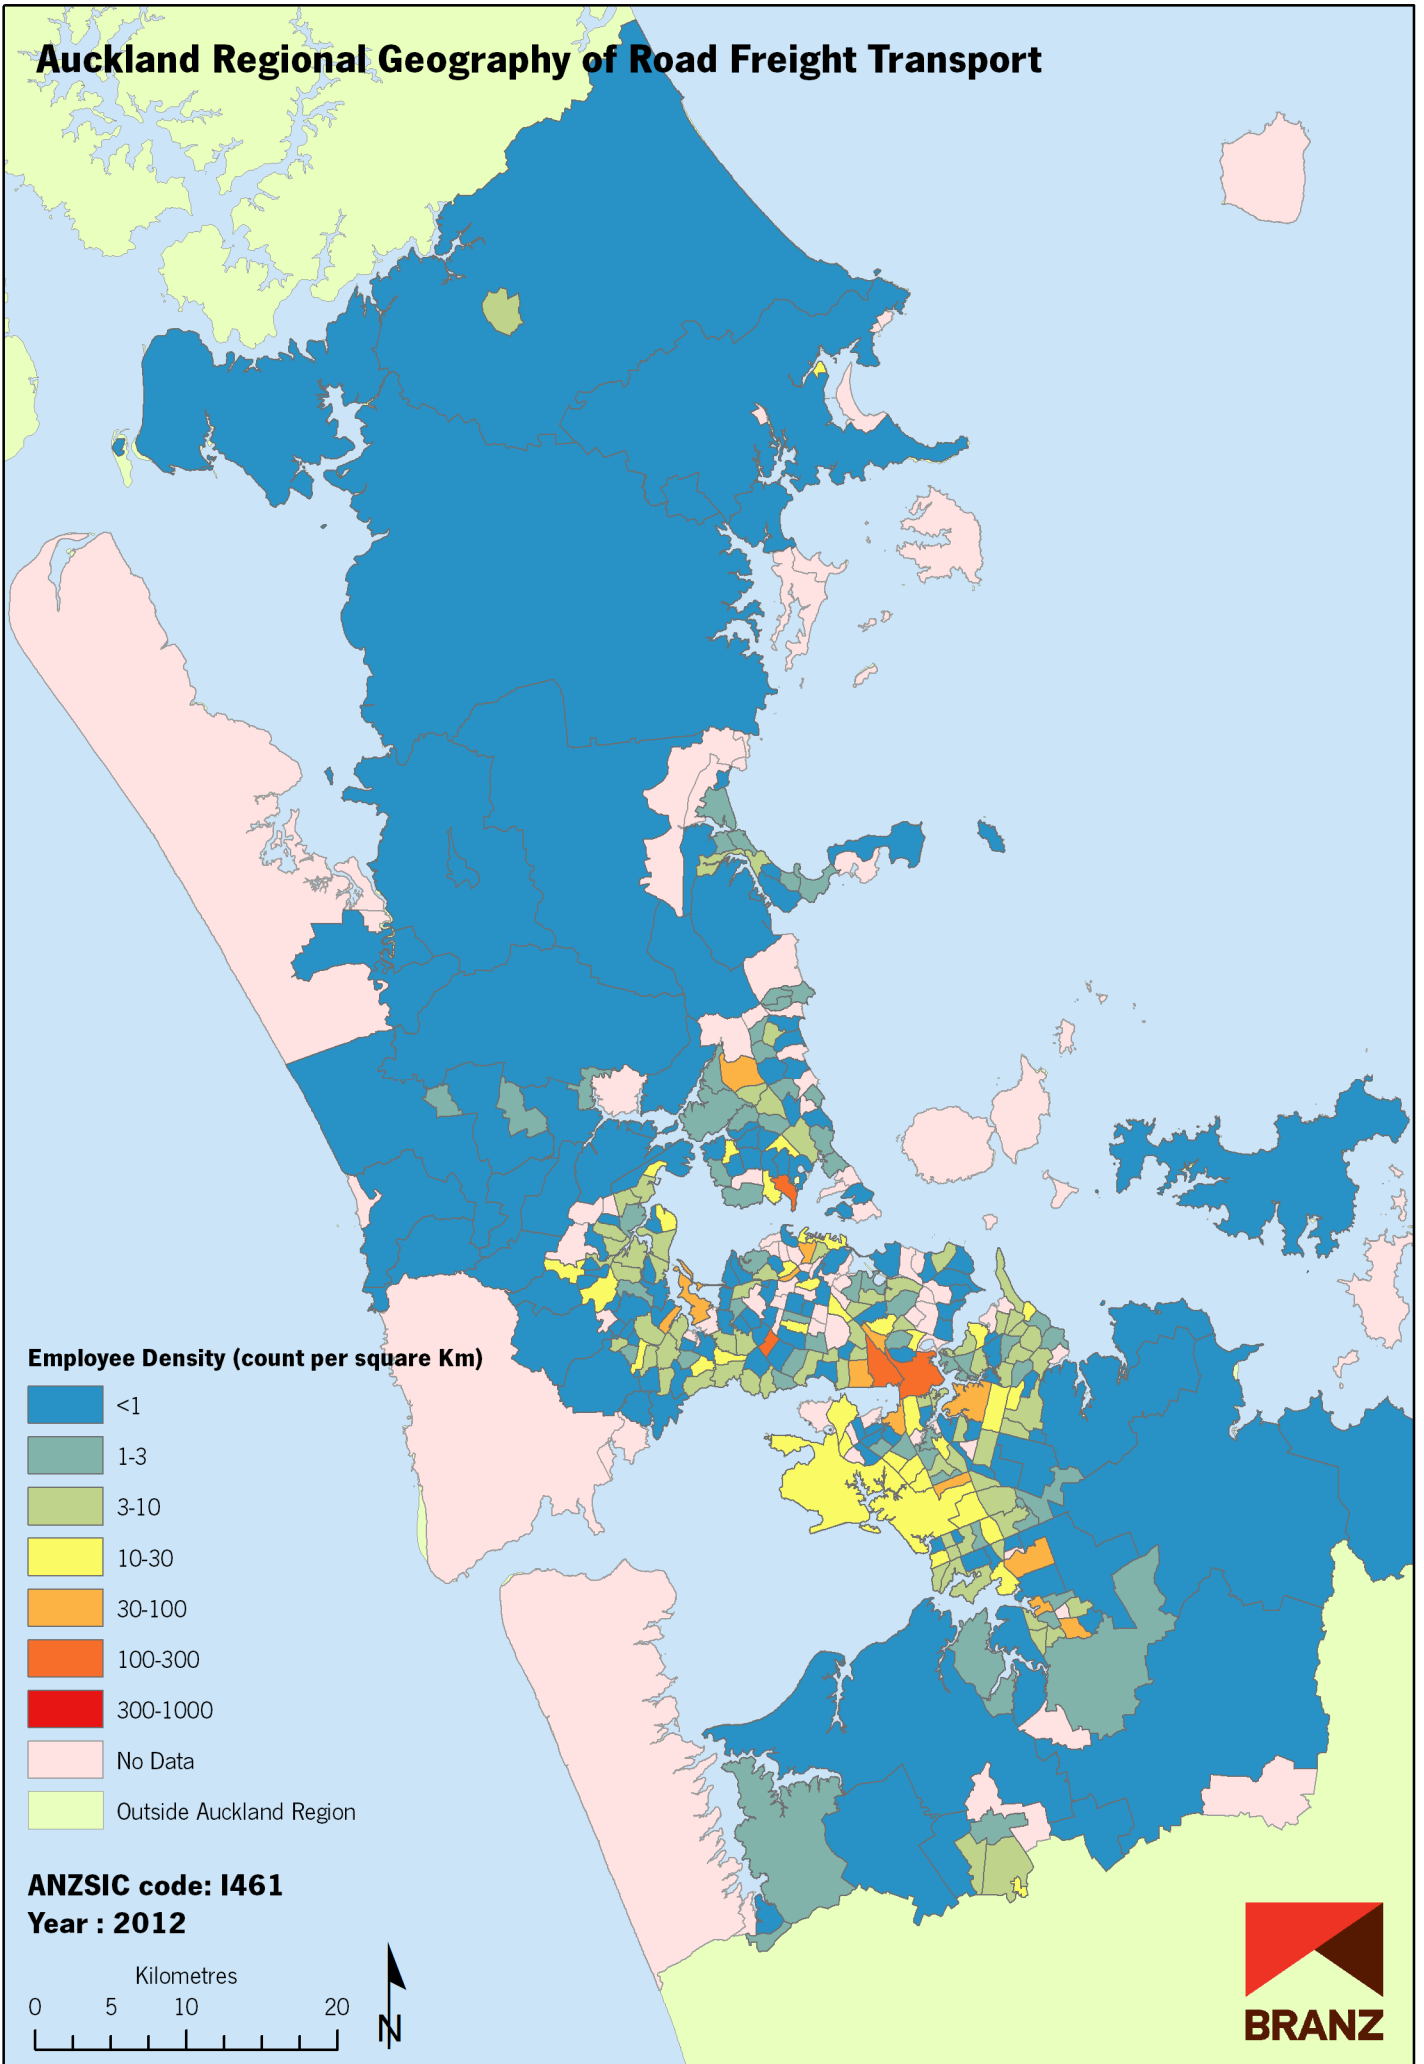 Auckland Regional Geography of Road Freight Transport
Employee Density (count per square Km)
<1
1-3
3-10
10-30
30-100
100-300
300-1000
No Data
Outside Auckland Region
ANZSIC code: I461
Year : 2012
Kilometres
0 5 10 20
N
BRANZ